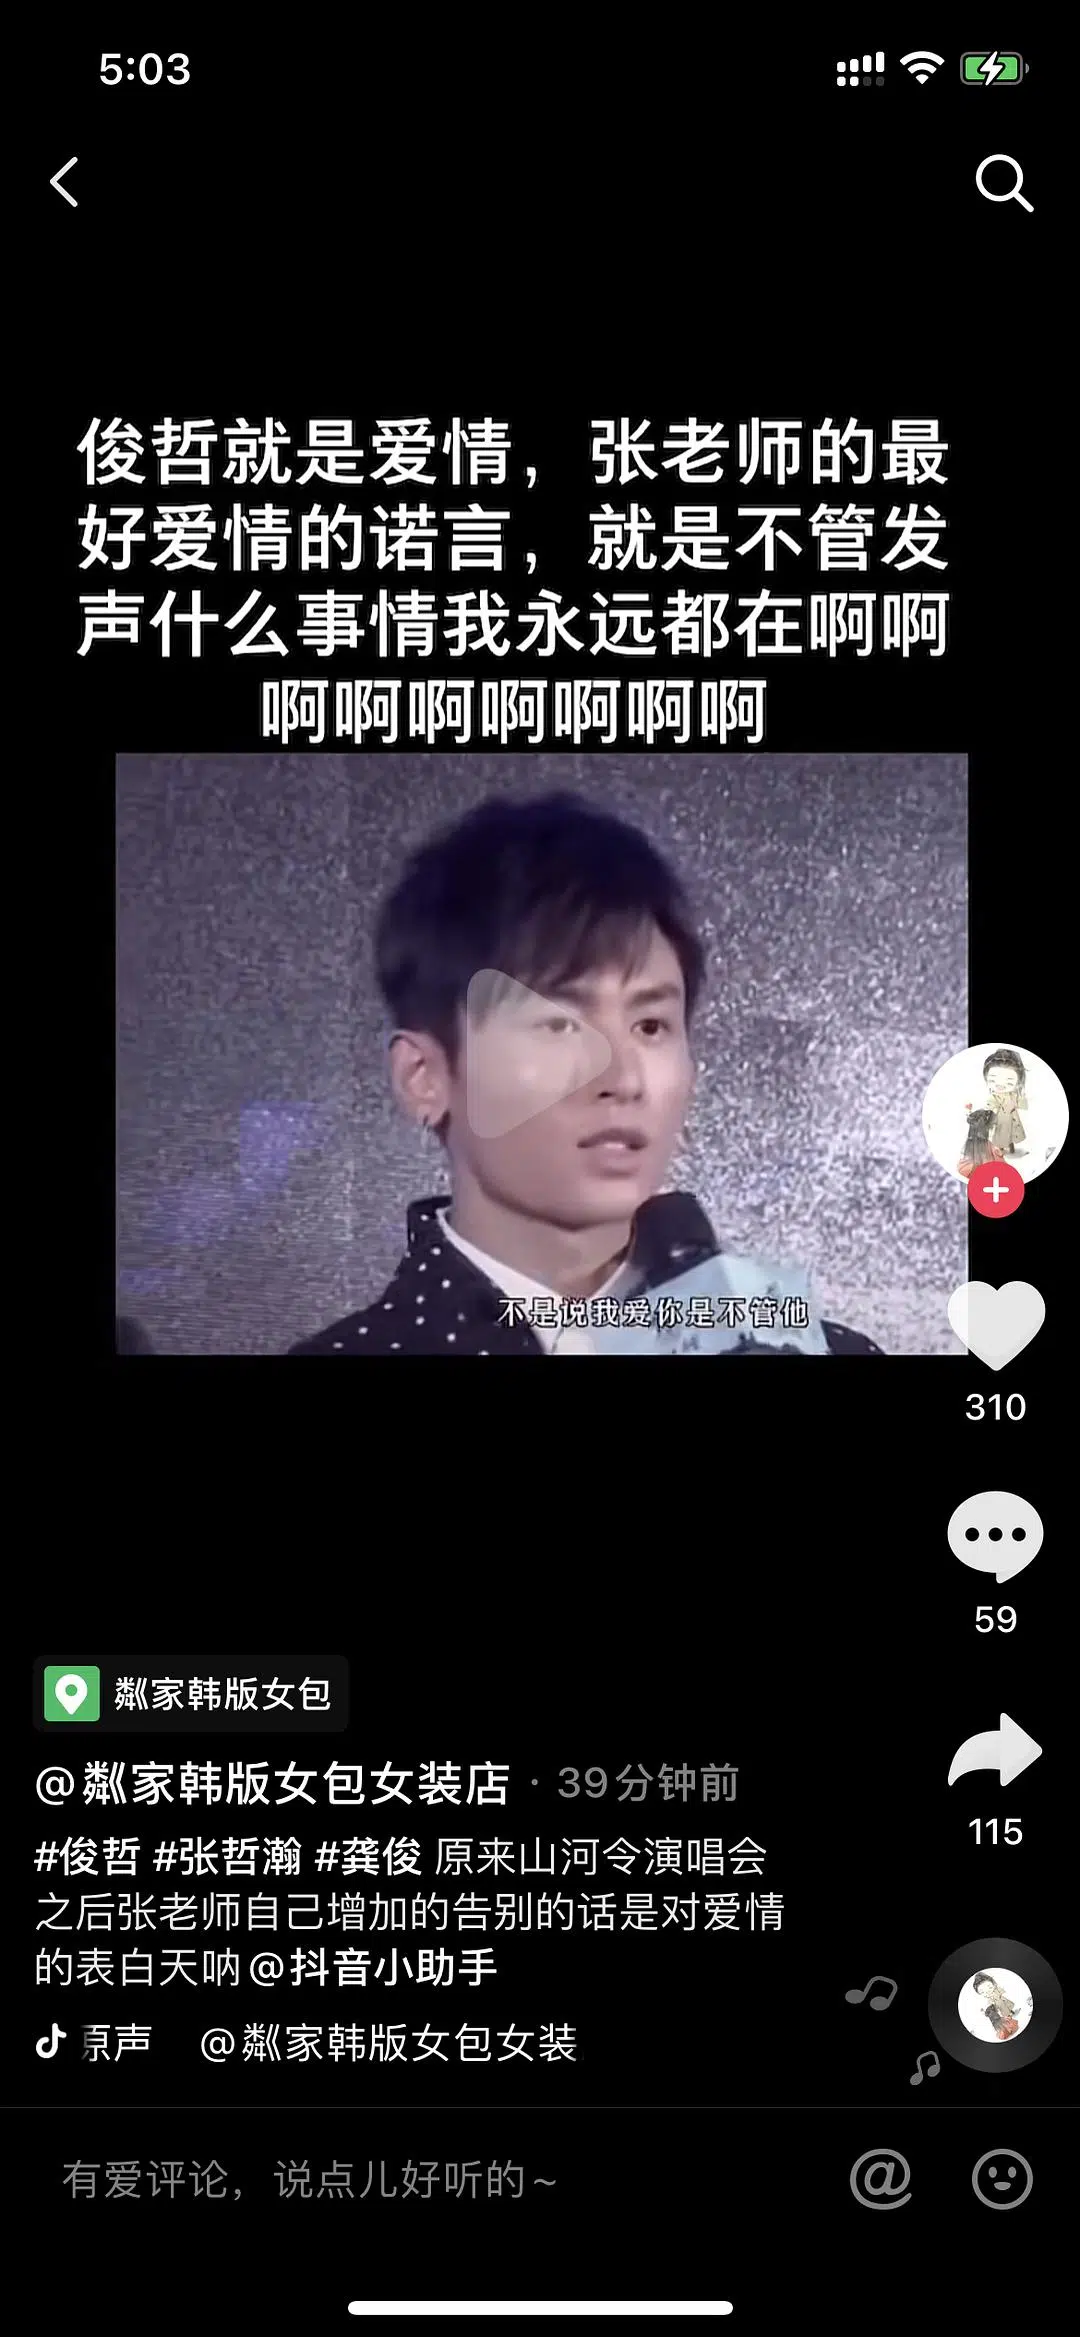 5:03
俊哲就是爱情，张老师的最
好爱情的诺言，就是不管发
声什么事情我永远都在啊啊
啊啊啊啊啊啊啊
不是说我爱你是不管他
310
59
粼家韩版女包
@粼家韩版女包女装店 · 39分钟前
115
#俊哲 #张哲瀚 #龚俊 原来山河令演唱会
之后张老师自己增加的告别的话是对爱情
的表白天呐@抖音小助手
原声 @粼家韩版女包女装
有爱评论，说点儿好听的~